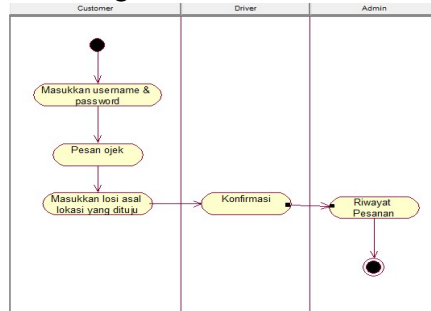 Customer
Driver
Admin
Masukkan username &
password
Pesan ojek
Masukkan losi asal
lokasi yang dituju
Konfirmasi
Riwayat
Pesanan